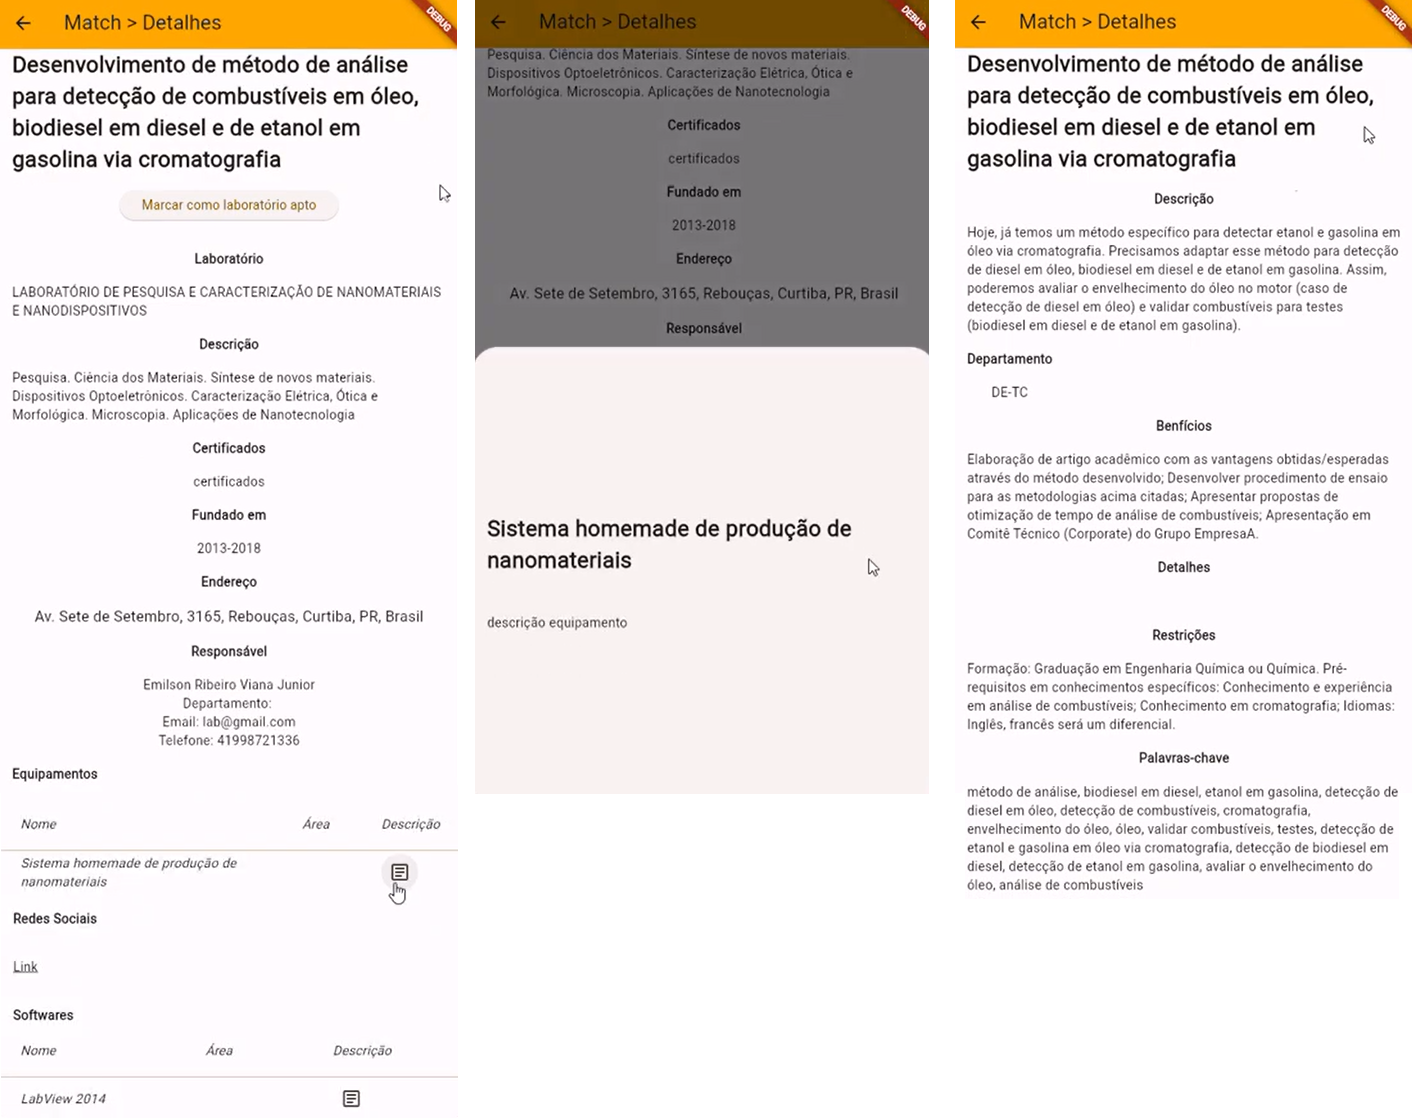 Match > Detalhes
DEBUG
Desenvolvimento de método de análise
para detecção de combustíveis em óleo,
biodiesel em diesel e de etanol em
gasolina via cromatografia
Marcar como laboratório apto
Laboratório
LABORATÓRIO DE PESQUISA E CARACTERIZAÇÃO DE NANOMATERIAIS
E NANODISPOSITIVOS
Descrição
Pesquisa. Ciência dos Materiais. Síntese de novos materiais.
Dispositivos Optoeletrônicos. Caracterização Elétrica, Ótica e
Morfológica. Microscopia. Aplicações de Nanotecnologia
Certificados
certificados
Fundado em
2013-2018
Endereço
Av. Sete de Setembro, 3165, Rebouças, Curtiba, PR, Brasil
Responsável
Emilson Ribeiro Viana Junior
Departamento:
Email: lab@gmail.com
Telefone: 41998721336
Equipamentos
Nome Área Descrição
Sistema homemade de produção de
nanomateriais
Redes Sociais
Link
Softwares
Nome Área Descrição
LabView 2014
Match > Detalhes
DEBUG
Pesquisa. Ciência dos Materiais. Síntese de novos materiais.
Dispositivos Optoeletrônicos. Caracterização Elétrica, Ótica e
Morfológica. Microscopia. Aplicações de Nanotecnologia
Certificados
certificados
Fundado em
2013-2018
Endereço
Av. Sete de Setembro, 3165, Rebouças, Curtiba, PR, Brasil
Responsável
Sistema homemade de produção de
nanomateriais
descrição equipamento
Match > Detalhes
DEBUG
Desenvolvimento de método de análise
para detecção de combustíveis em óleo,
biodiesel em diesel e de etanol em
gasolina via cromatografia
Descrição
Hoje, já temos um método específico para detectar etanol e gasolina em
óleo via cromatografia. Precisamos adaptar esse método para detecção
de diesel em óleo, biodiesel em diesel e de etanol em gasolina. Assim,
poderemos avaliar o envelhecimento do óleo no motor (caso de
detecção de diesel em óleo) e validar combustíveis para testes
(biodiesel em diesel e de etanol em gasolina).
Departamento
DE-TC
Benfícios
Elaboração de artigo acadêmico com as vantagens obtidas/esperadas
através do método desenvolvido; Desenvolver procedimento de ensaio
para as metodologias acima citadas; Apresentar propostas de
otimização de tempo de análise de combustíveis; Apresentação em
Comitê Técnico (Corporate) do Grupo EmpresaA.
Detalhes
Restrições
Formação: Graduação em Engenharia Química ou Química. Pré-
requisitos em conhecimentos específicos: Conhecimento e experiência
em análise de combustíveis; Conhecimento em cromatografia; Idiomas:
Inglês, francês será um diferencial.
Palavras-chave
método de análise, biodiesel em diesel, etanol em gasolina, detecção de
diesel em óleo, detecção de combustíveis, cromatografia,
envelhecimento do óleo, óleo, validar combustíveis, testes, detecção de
etanol e gasolina em óleo via cromatografia, detecção de biodiesel em
diesel, detecção de etanol em gasolina, avaliar o envelhecimento do
óleo, análise de combustíveis